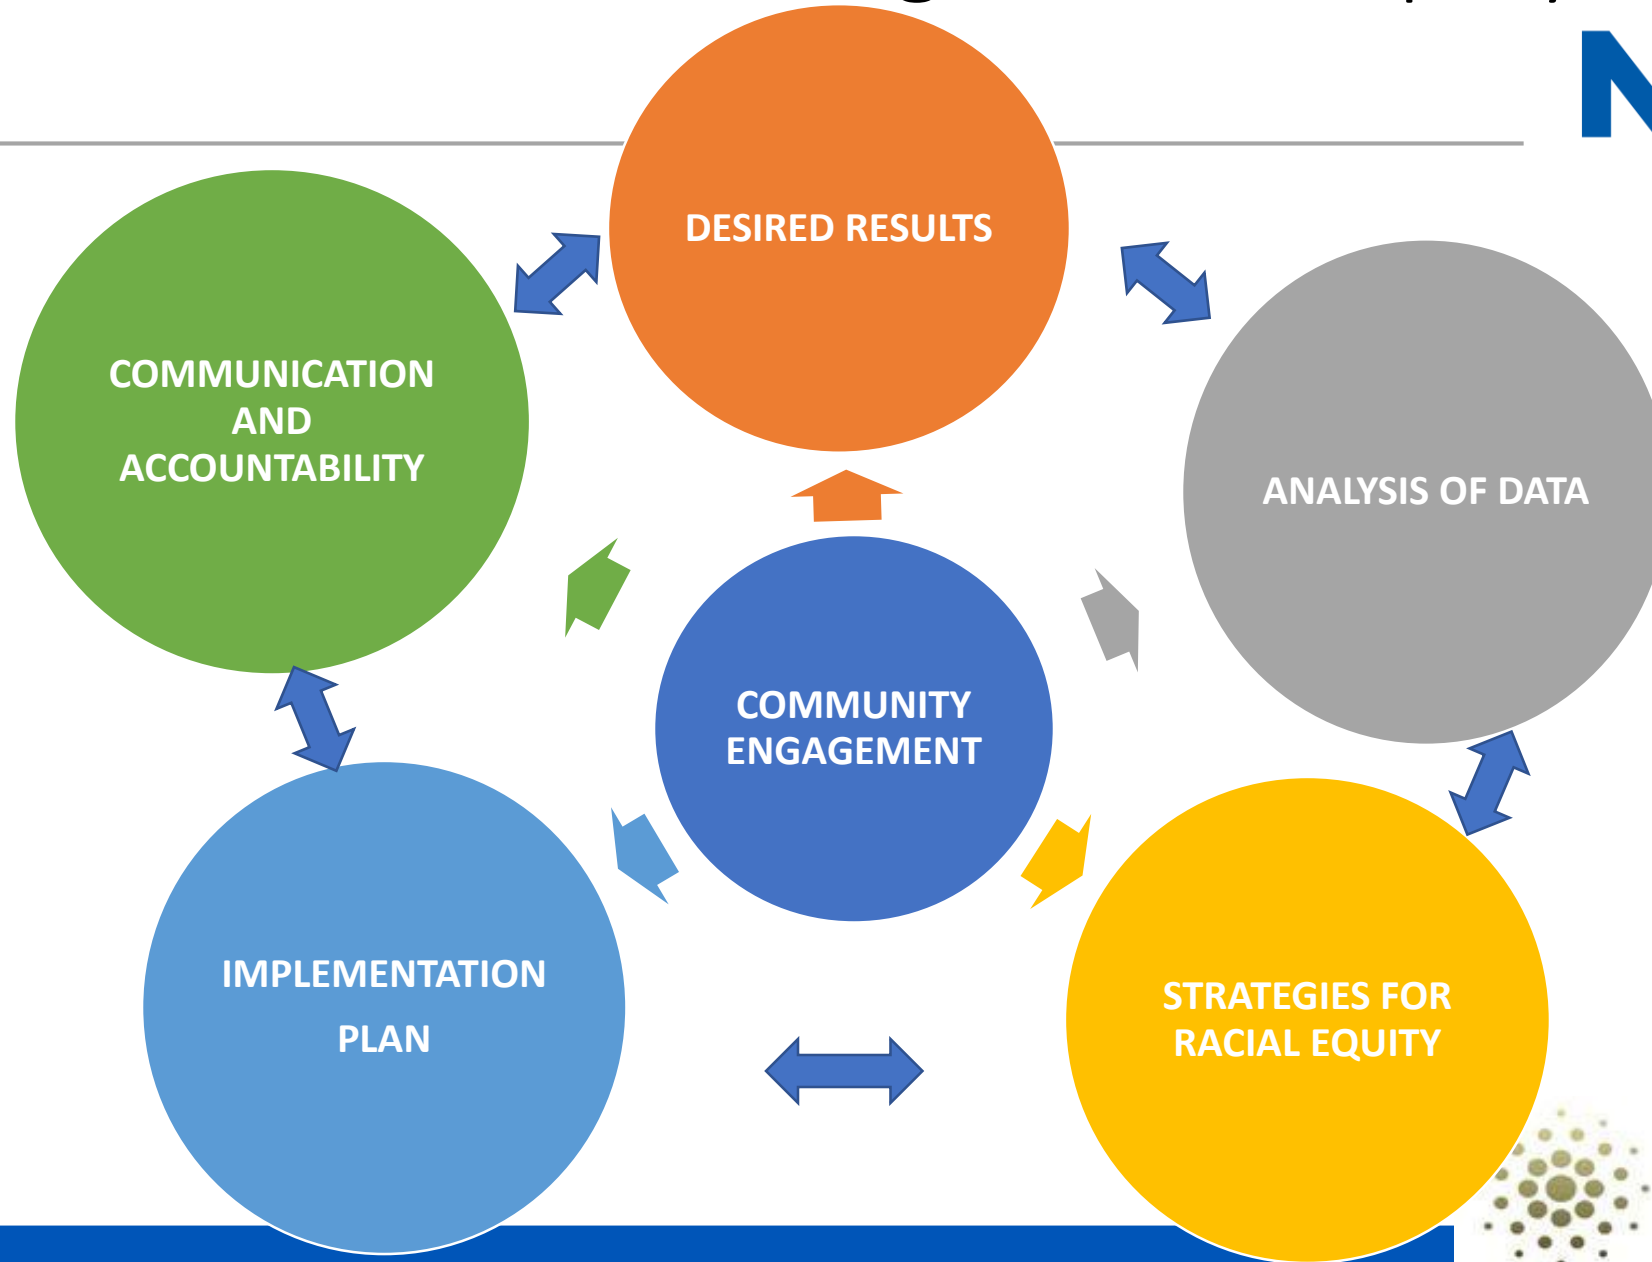 N
DESIRED RESULTS
COMMUNICATION
AND
ACCOUNTABILITY
ANALYSIS OF DATA
COMMUNITY
ENGAGEMENT
IMPLEMENTATION
PLAN
STRATEGIES FOR
RACIAL EQUITY